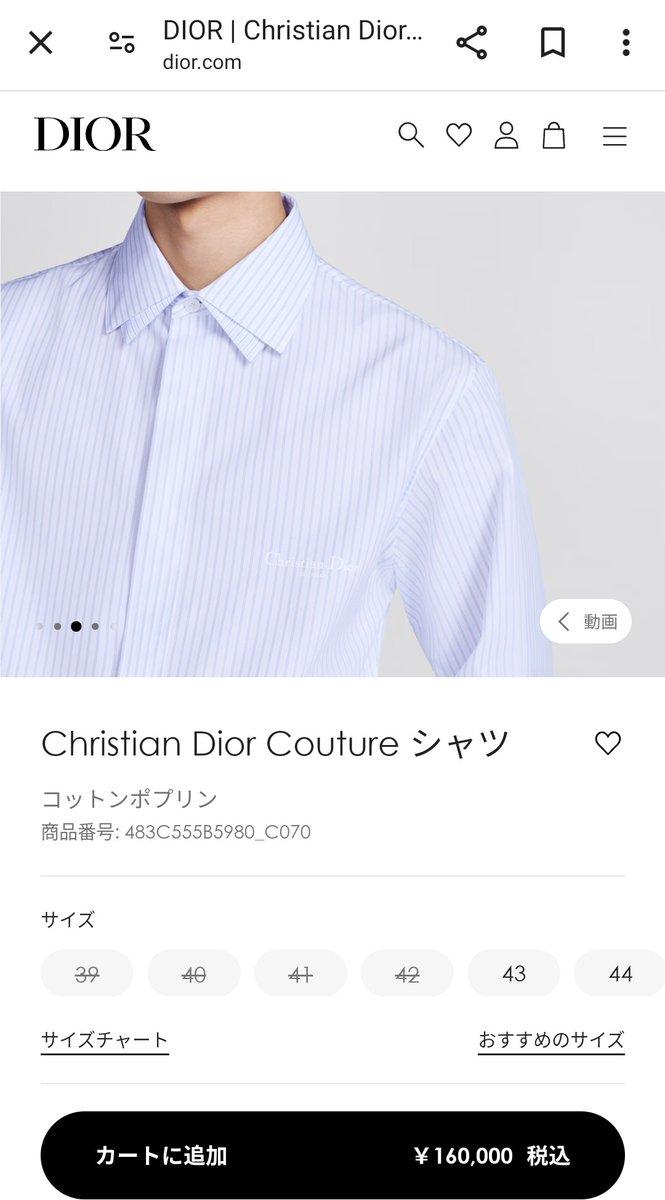 DIOR | Christian Dior...
dior.com
DIOR
Christian Dior
動画
Christian Dior Couture シャツ
コットンポプリン
商品番号: 483C555B5980_C070
サイズ
39 40 41 42 43 44
サイズチャート おすすめのサイズ
カートに追加 ¥160,000 税込